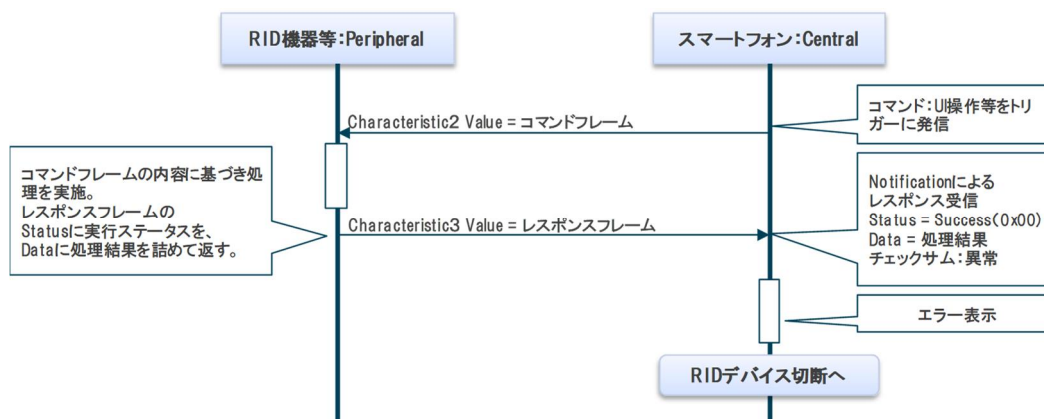 RID機器等:Peripheral
スマートフォン:Central
コマンド:UI操作等をトリ
ガーに発信
Characteristic2 Value = コマンドフレーム
コマンドフレームの内容に基づき処
理を実施。
レスポンスフレームの
Statusに実行ステータスを、
Dataに処理結果を詰めて返す。
Notificationによる
レスポンス受信
Status = Success(0x00)
Data = 処理結果
チェックサム:異常
Characteristic3 Value = レスポンスフレーム
エラー表示
RIDデバイス切断へ